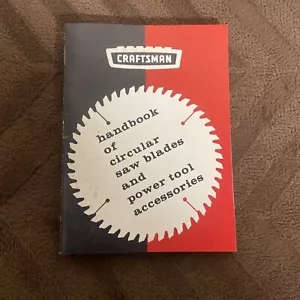 CRAFTSMAN
handbook
of
circular
saw blades
and
power tool
accessories